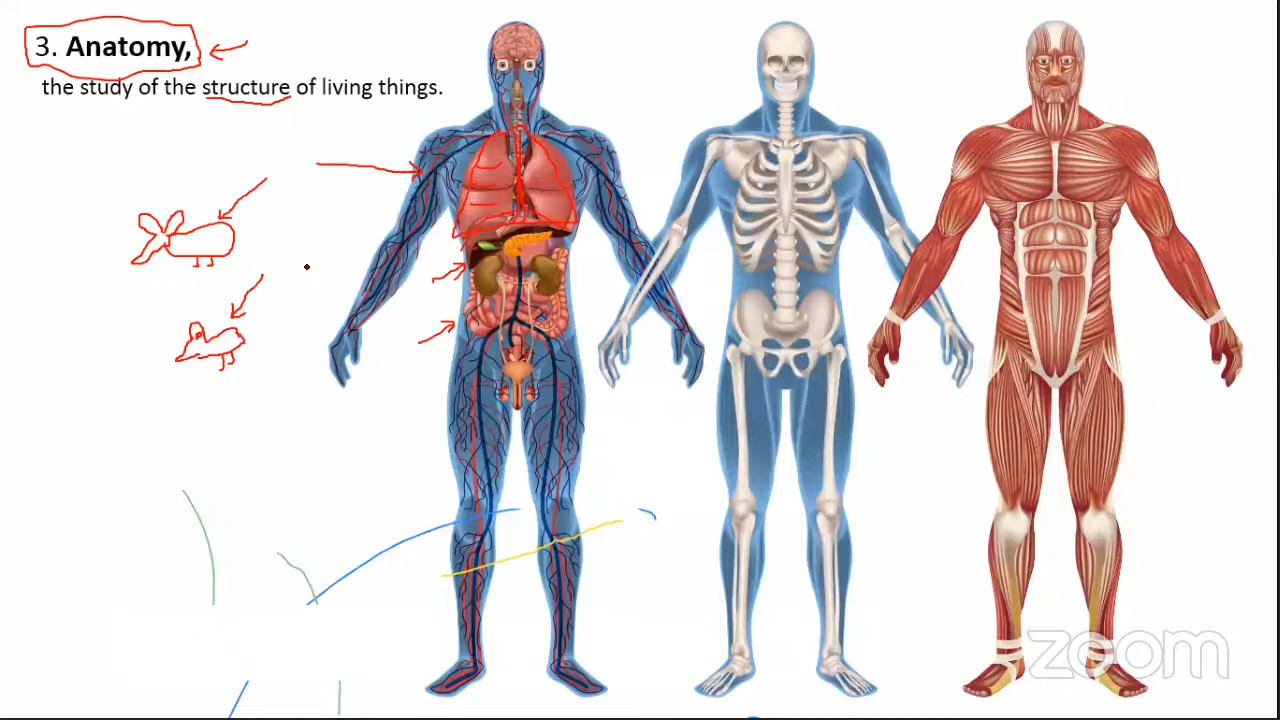 3. Anatomy,
the study of the structure of living things.
zoom